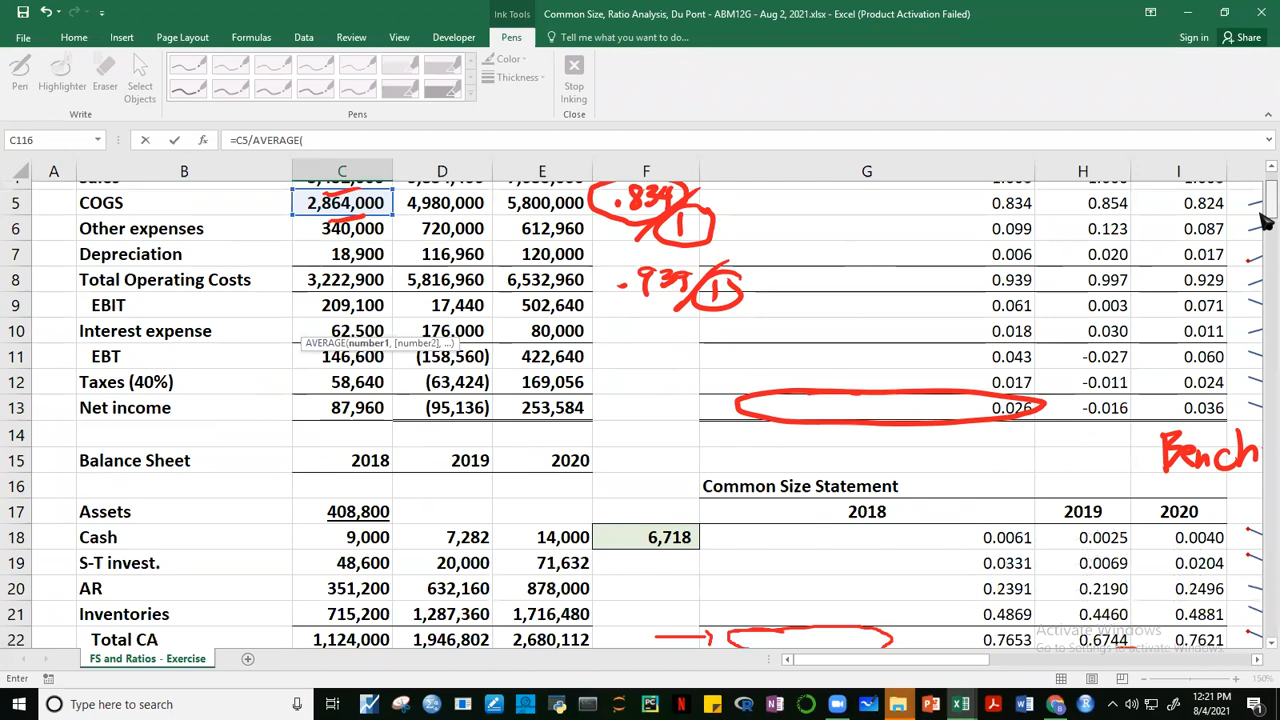 Ink Tools
Common Size, Ratio Analysis, Du Pont - ABM12G - Aug 2, 2021.xlsx - Excel (Product Activation Failed)
File Home Insert Page Layout Formulas Data Review View Developer Pens Tell me what you want to do... Sign in Share
Pen Highlighter Eraser Select Objects Color Thickness Stop Inking
Write Pens Close
C116 =C5/AVERAGE(
A B C D E F G H I
5 COGS 2,864,000 4,980,000 5,800,000 .834/1 0.834 0.854 0.824
6 Other expenses 340,000 720,000 612,960 0.099 0.123 0.087
7 Depreciation 18,900 116,960 120,000 0.006 0.020 0.017
8 Total Operating Costs 3,222,900 5,816,960 6,532,960 .939/1 0.939 0.997 0.929
9 EBIT 209,100 17,440 502,640 0.061 0.003 0.071
10 Interest expense 62,500 176,000 80,000 0.018 0.030 0.011
AVERAGE(number1, [number2], ...)
11 EBT 146,600 (158,560) 422,640 0.043 -0.027 0.060
12 Taxes (40%) 58,640 (63,424) 169,056 0.017 -0.011 0.024
13 Net income 87,960 (95,136) 253,584 0.026 -0.016 0.036
14 Bench
15 Balance Sheet 2018 2019 2020
16 Common Size Statement
17 Assets 408,800 2018 2019 2020
18 Cash 9,000 7,282 14,000 6,718 0.0061 0.0025 0.0040
19 S-T invest. 48,600 20,000 71,632 0.0331 0.0069 0.0204
20 AR 351,200 632,160 878,000 0.2391 0.2190 0.2496
21 Inventories 715,200 1,287,360 1,716,480 0.4869 0.4460 0.4881
22 Total CA 1,124,000 1,946,802 2,680,112 0.7653 0.6744 0.7621
Activate Windows
Go to Settings to activate Windows.
FS and Ratios - Exercise
Enter 150%
Type here to search
12:21 PM
8/4/2021